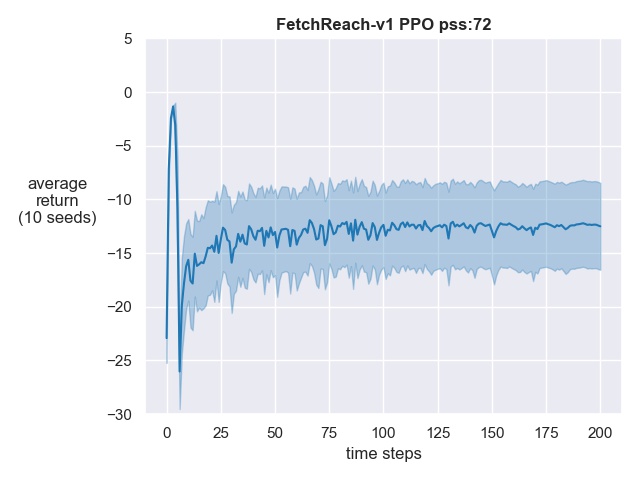 FetchReach-v1 PPO pss:72
5
0
−5
−10
−15
−20
−25
−30
average
return
(10 seeds)
0 25 50 75 100 125 150 175 200
time steps